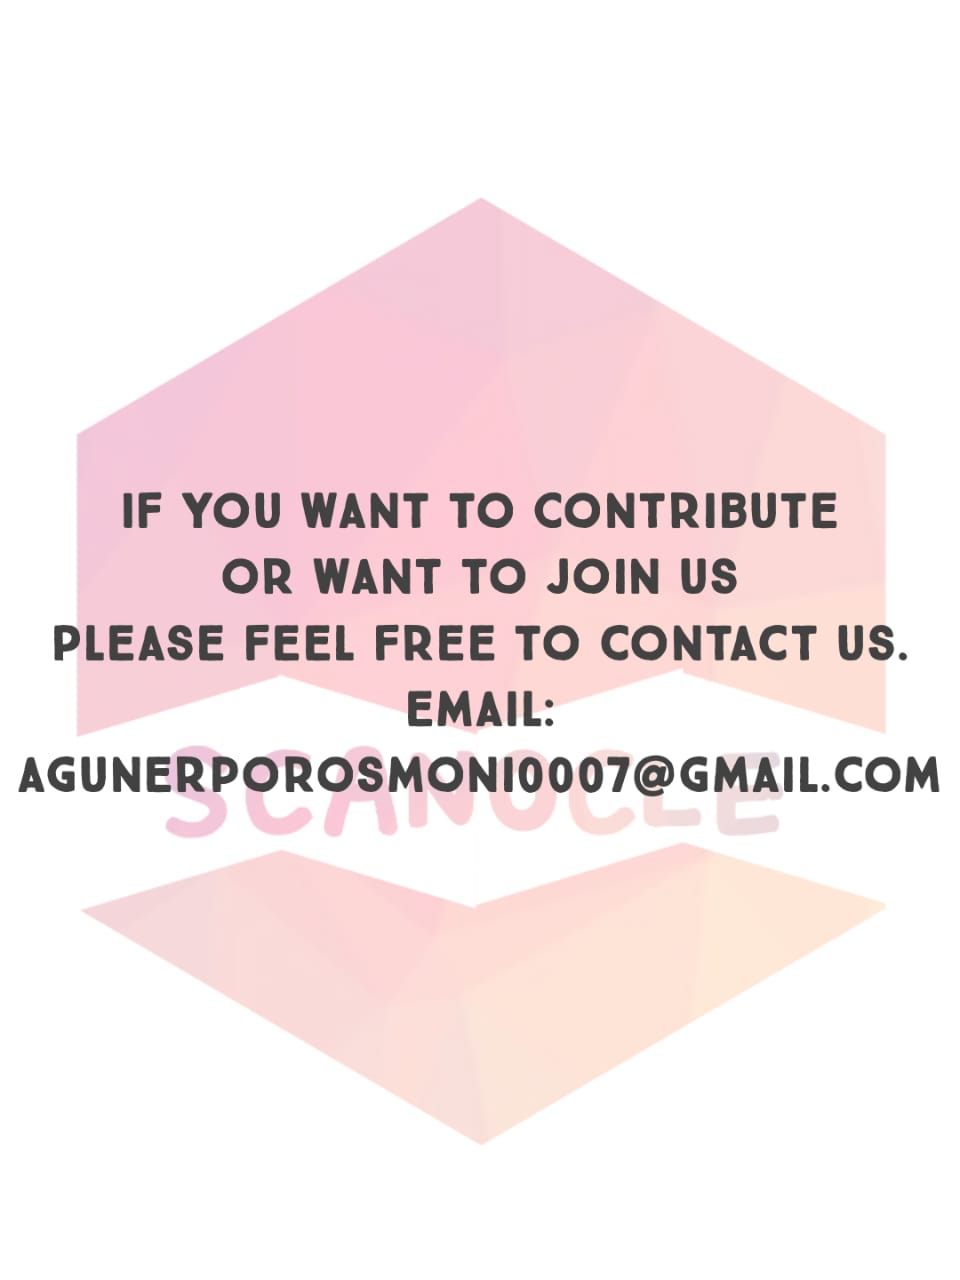 IF YOU WANT TO CONTRIBUTE
OR WANT TO JOIN US
PLEASE FEEL FREE TO CONTACT US.
EMAIL:
AGUNERPOROSMONI0007@GMAIL.COM
SCANOCLE